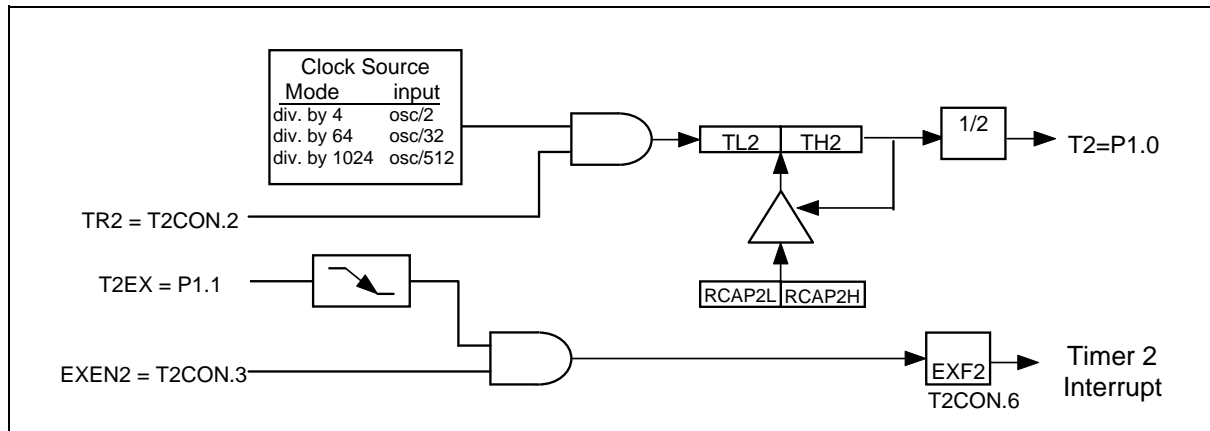 Clock Source
Mode input
div. by 4 osc/2
div. by 64 osc/32
div. by 1024 osc/512
TL2 TH2
1/2
T2=P1.0
TR2 = T2CON.2
T2EX = P1.1
RCAP2L RCAP2H
EXEN2 = T2CON.3
EXF2
T2CON.6
Timer 2
Interrupt